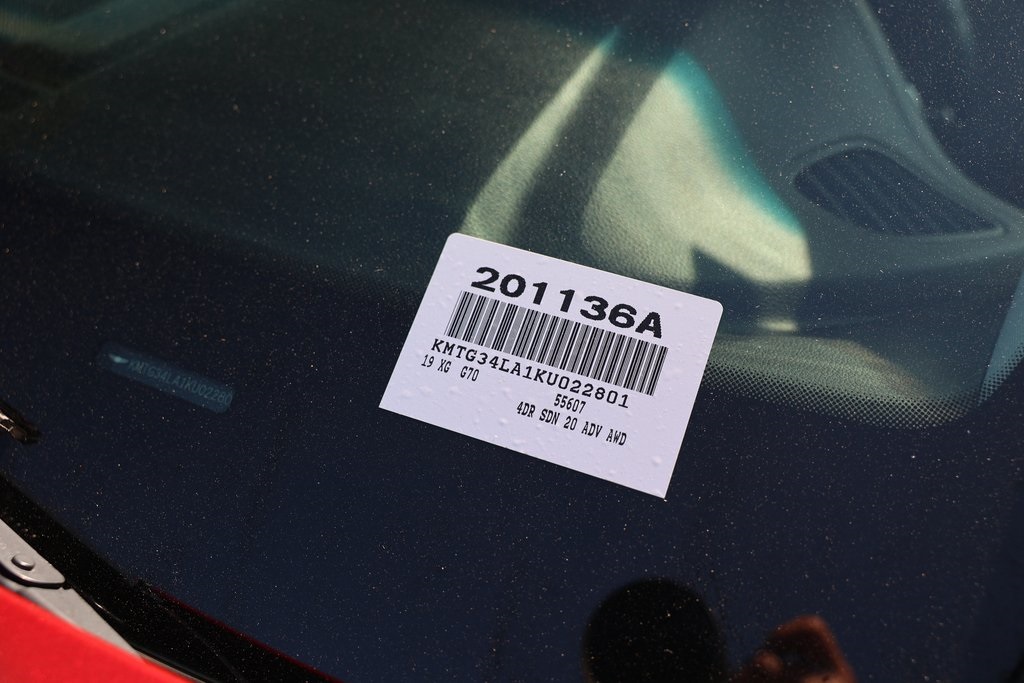 201136A
KMTG34LA1KU022801
19 XG G70
55607
4DR SDN 20 ADV AWD